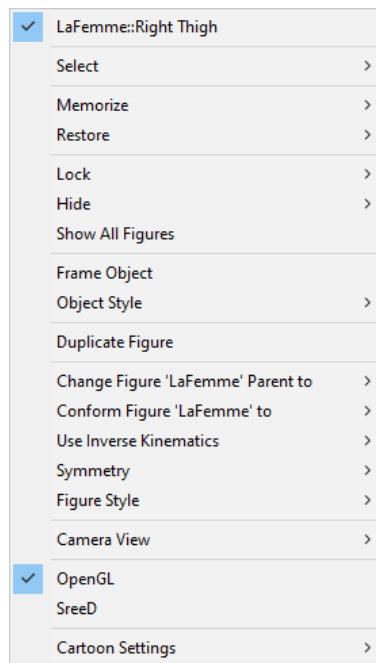 LaFemme::Right Thigh
Select
Memorize
Restore
Lock
Hide
Show All Figures
Frame Object
Object Style
Duplicate Figure
Change Figure 'LaFemme' Parent to
Conform Figure 'LaFemme' to
Use Inverse Kinematics
Symmetry
Figure Style
Camera View
OpenGL
SreeD
Cartoon Settings